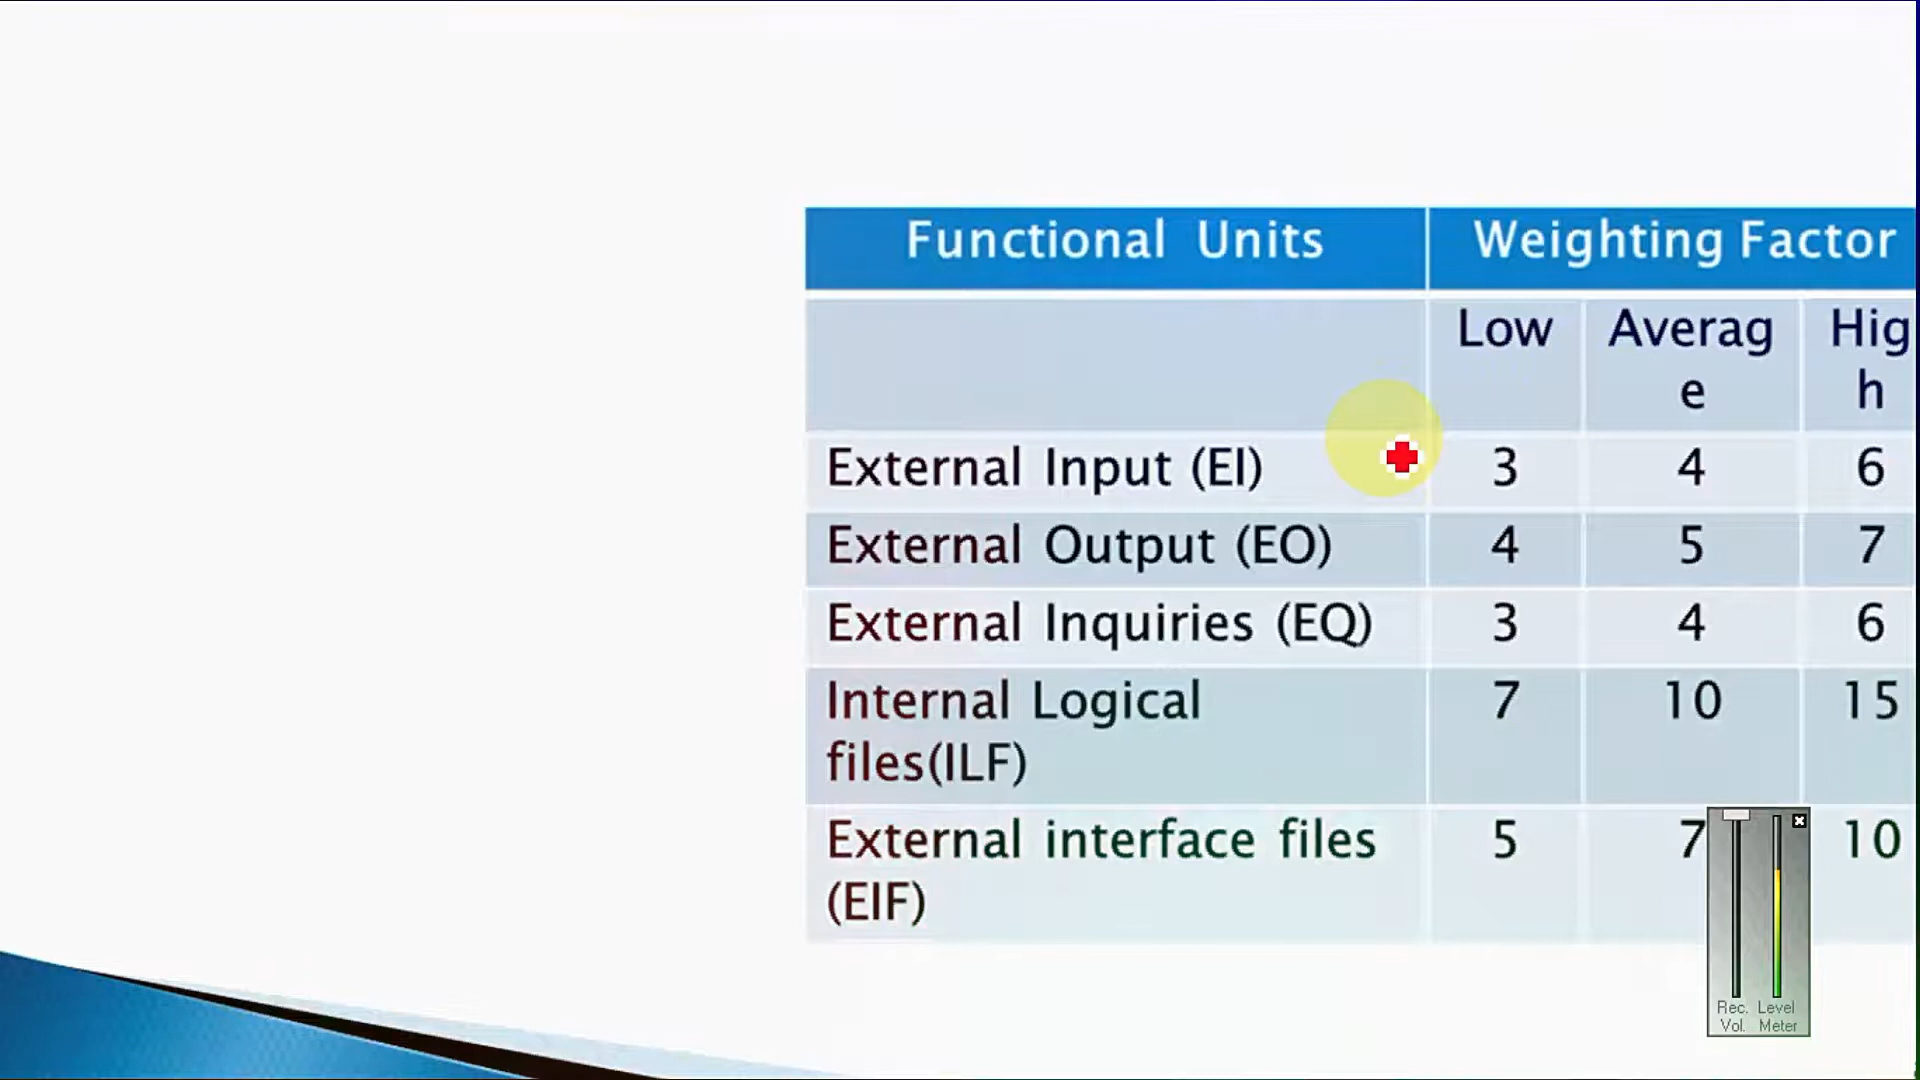 Functional Units Weighting Factor
Low Averag Hig
e h
External Input (EI) 3 4 6
External Output (EO) 4 5 7
External Inquiries (EQ) 3 4 6
Internal Logical 7 10 15
files(ILF)
External interface files 5 7 10
(EIF)
Rec. Level
Vol. Meter